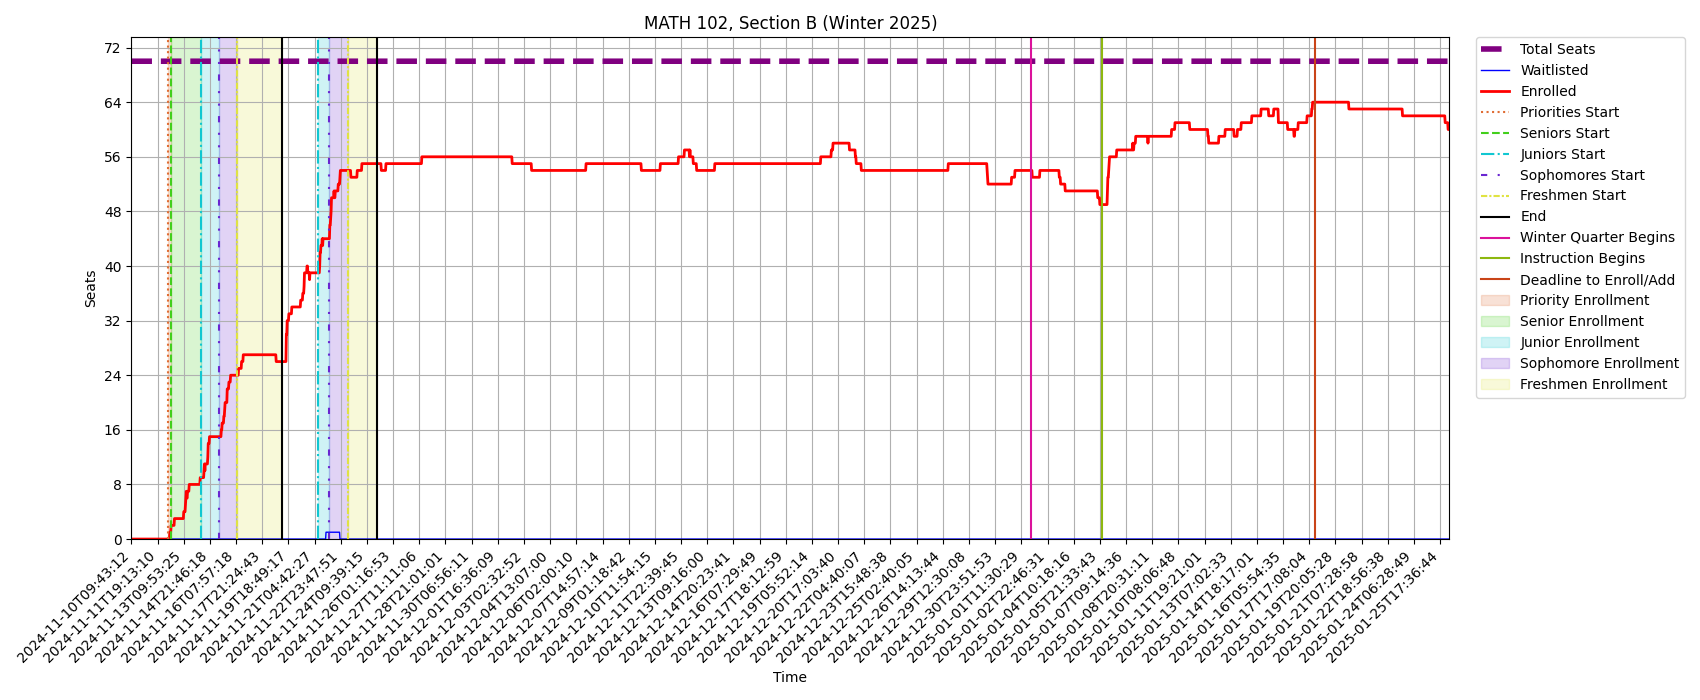 MATH 102, Section B (Winter 2025)
72
64
56
48
40
32
24
16
8
0
Seats
2024-11-10T09:43:12
2024-11-11T19:13:10
2024-11-13T09:53:25
2024-11-14T21:46:18
2024-11-16T07:57:18
2024-11-17T21:24:43
2024-11-19T18:49:17
2024-11-21T04:42:27
2024-11-22T23:47:51
2024-11-24T09:39:15
2024-11-26T01:16:53
2024-11-27T11:11:06
2024-11-28T21:01:01
2024-11-30T06:56:11
2024-12-01T16:36:09
2024-12-03T02:32:52
2024-12-04T13:07:00
2024-12-06T02:00:10
2024-12-07T14:57:14
2024-12-09T01:18:42
2024-12-10T11:54:15
2024-12-11T22:39:45
2024-12-13T09:16:00
2024-12-14T20:23:41
2024-12-16T07:29:49
2024-12-17T18:12:59
2024-12-19T05:52:14
2024-12-20T17:03:40
2024-12-22T04:40:07
2024-12-23T15:48:38
2024-12-25T02:40:05
2024-12-26T14:13:44
2024-12-29T12:30:08
2024-12-30T23:51:53
2025-01-01T11:30:29
2025-01-02T22:46:31
2025-01-04T10:18:16
2025-01-05T21:33:43
2025-01-07T09:14:36
2025-01-08T20:31:11
2025-01-10T08:06:48
2025-01-11T19:21:01
2025-01-13T07:02:33
2025-01-14T18:17:01
2025-01-16T05:54:35
2025-01-17T17:08:04
2025-01-19T20:05:28
2025-01-21T07:28:58
2025-01-22T18:56:38
2025-01-24T06:28:49
2025-01-25T17:36:44
Time
Total Seats
Waitlisted
Enrolled
Priorities Start
Seniors Start
Juniors Start
Sophomores Start
Freshmen Start
End
Winter Quarter Begins
Instruction Begins
Deadline to Enroll/Add
Priority Enrollment
Senior Enrollment
Junior Enrollment
Sophomore Enrollment
Freshmen Enrollment